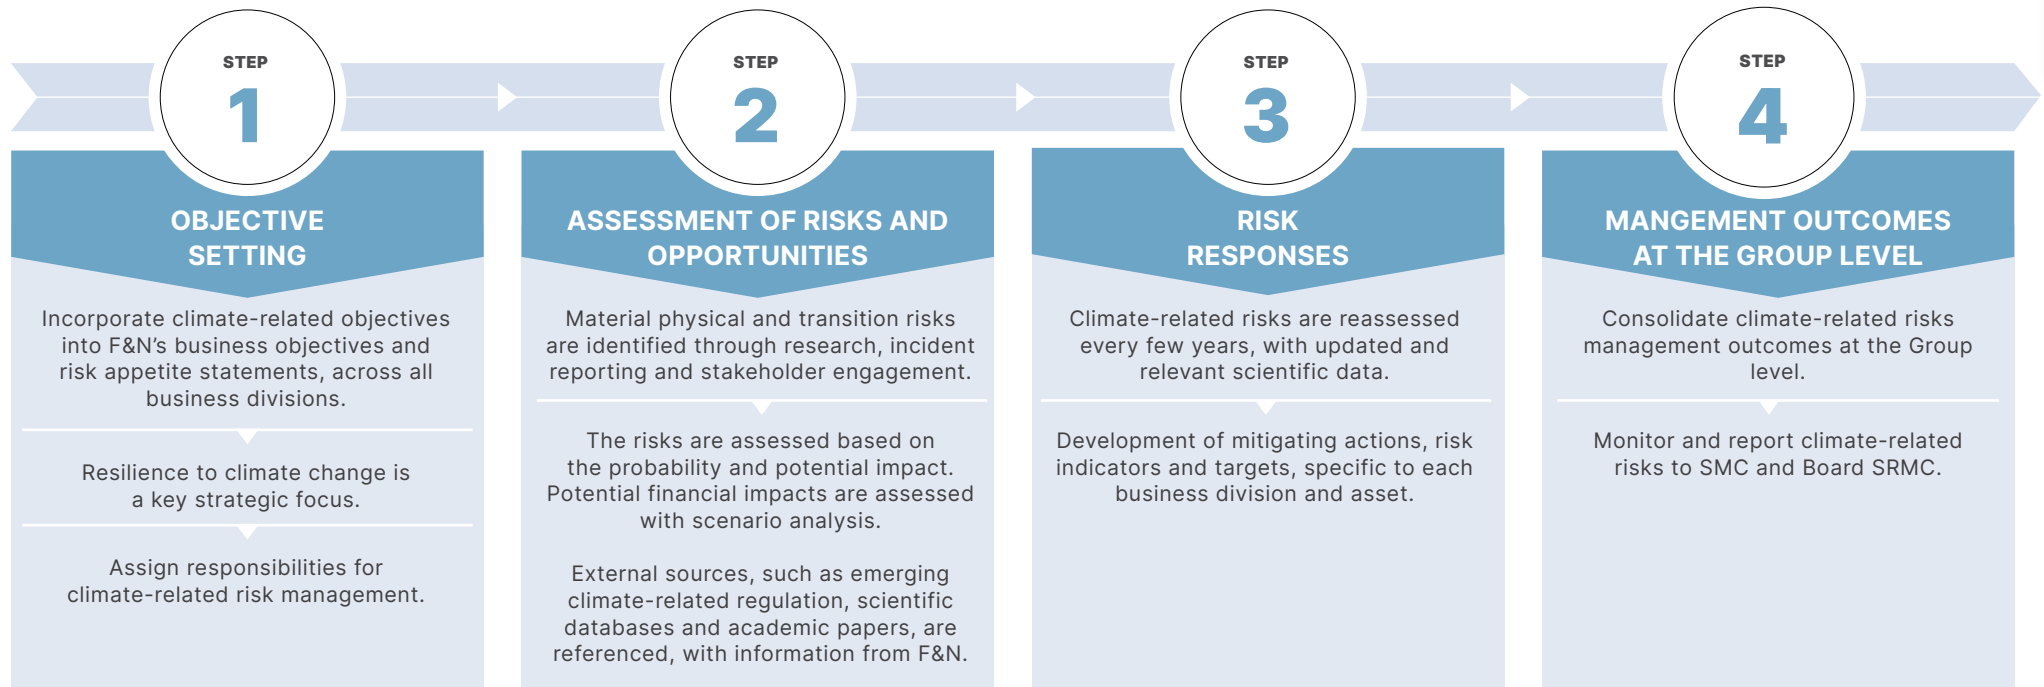 STEP
1
OBJECTIVE
SETTING
Incorporate climate-related objectives
into F&N’s business objectives and
risk appetite statements, across all
business divisions.
Resilience to climate change is
a key strategic focus.
Assign responsibilities for
climate-related risk management.
STEP
2
ASSESSMENT OF RISKS AND
OPPORTUNITIES
Material physical and transition risks
are identified through research, incident
reporting and stakeholder engagement.
The risks are assessed based on
the probability and potential impact.
Potential financial impacts are assessed
with scenario analysis.
External sources, such as emerging
climate-related regulation, scientific
databases and academic papers, are
referenced, with information from F&N.
STEP
3
RISK
RESPONSES
Climate-related risks are reassessed
every few years, with updated and
relevant scientific data.
Development of mitigating actions, risk
indicators and targets, specific to each
business division and asset.
STEP
4
MANGEMENT OUTCOMES
AT THE GROUP LEVEL
Consolidate climate-related risks
management outcomes at the Group
level.
Monitor and report climate-related
risks to SMC and Board SRMC.